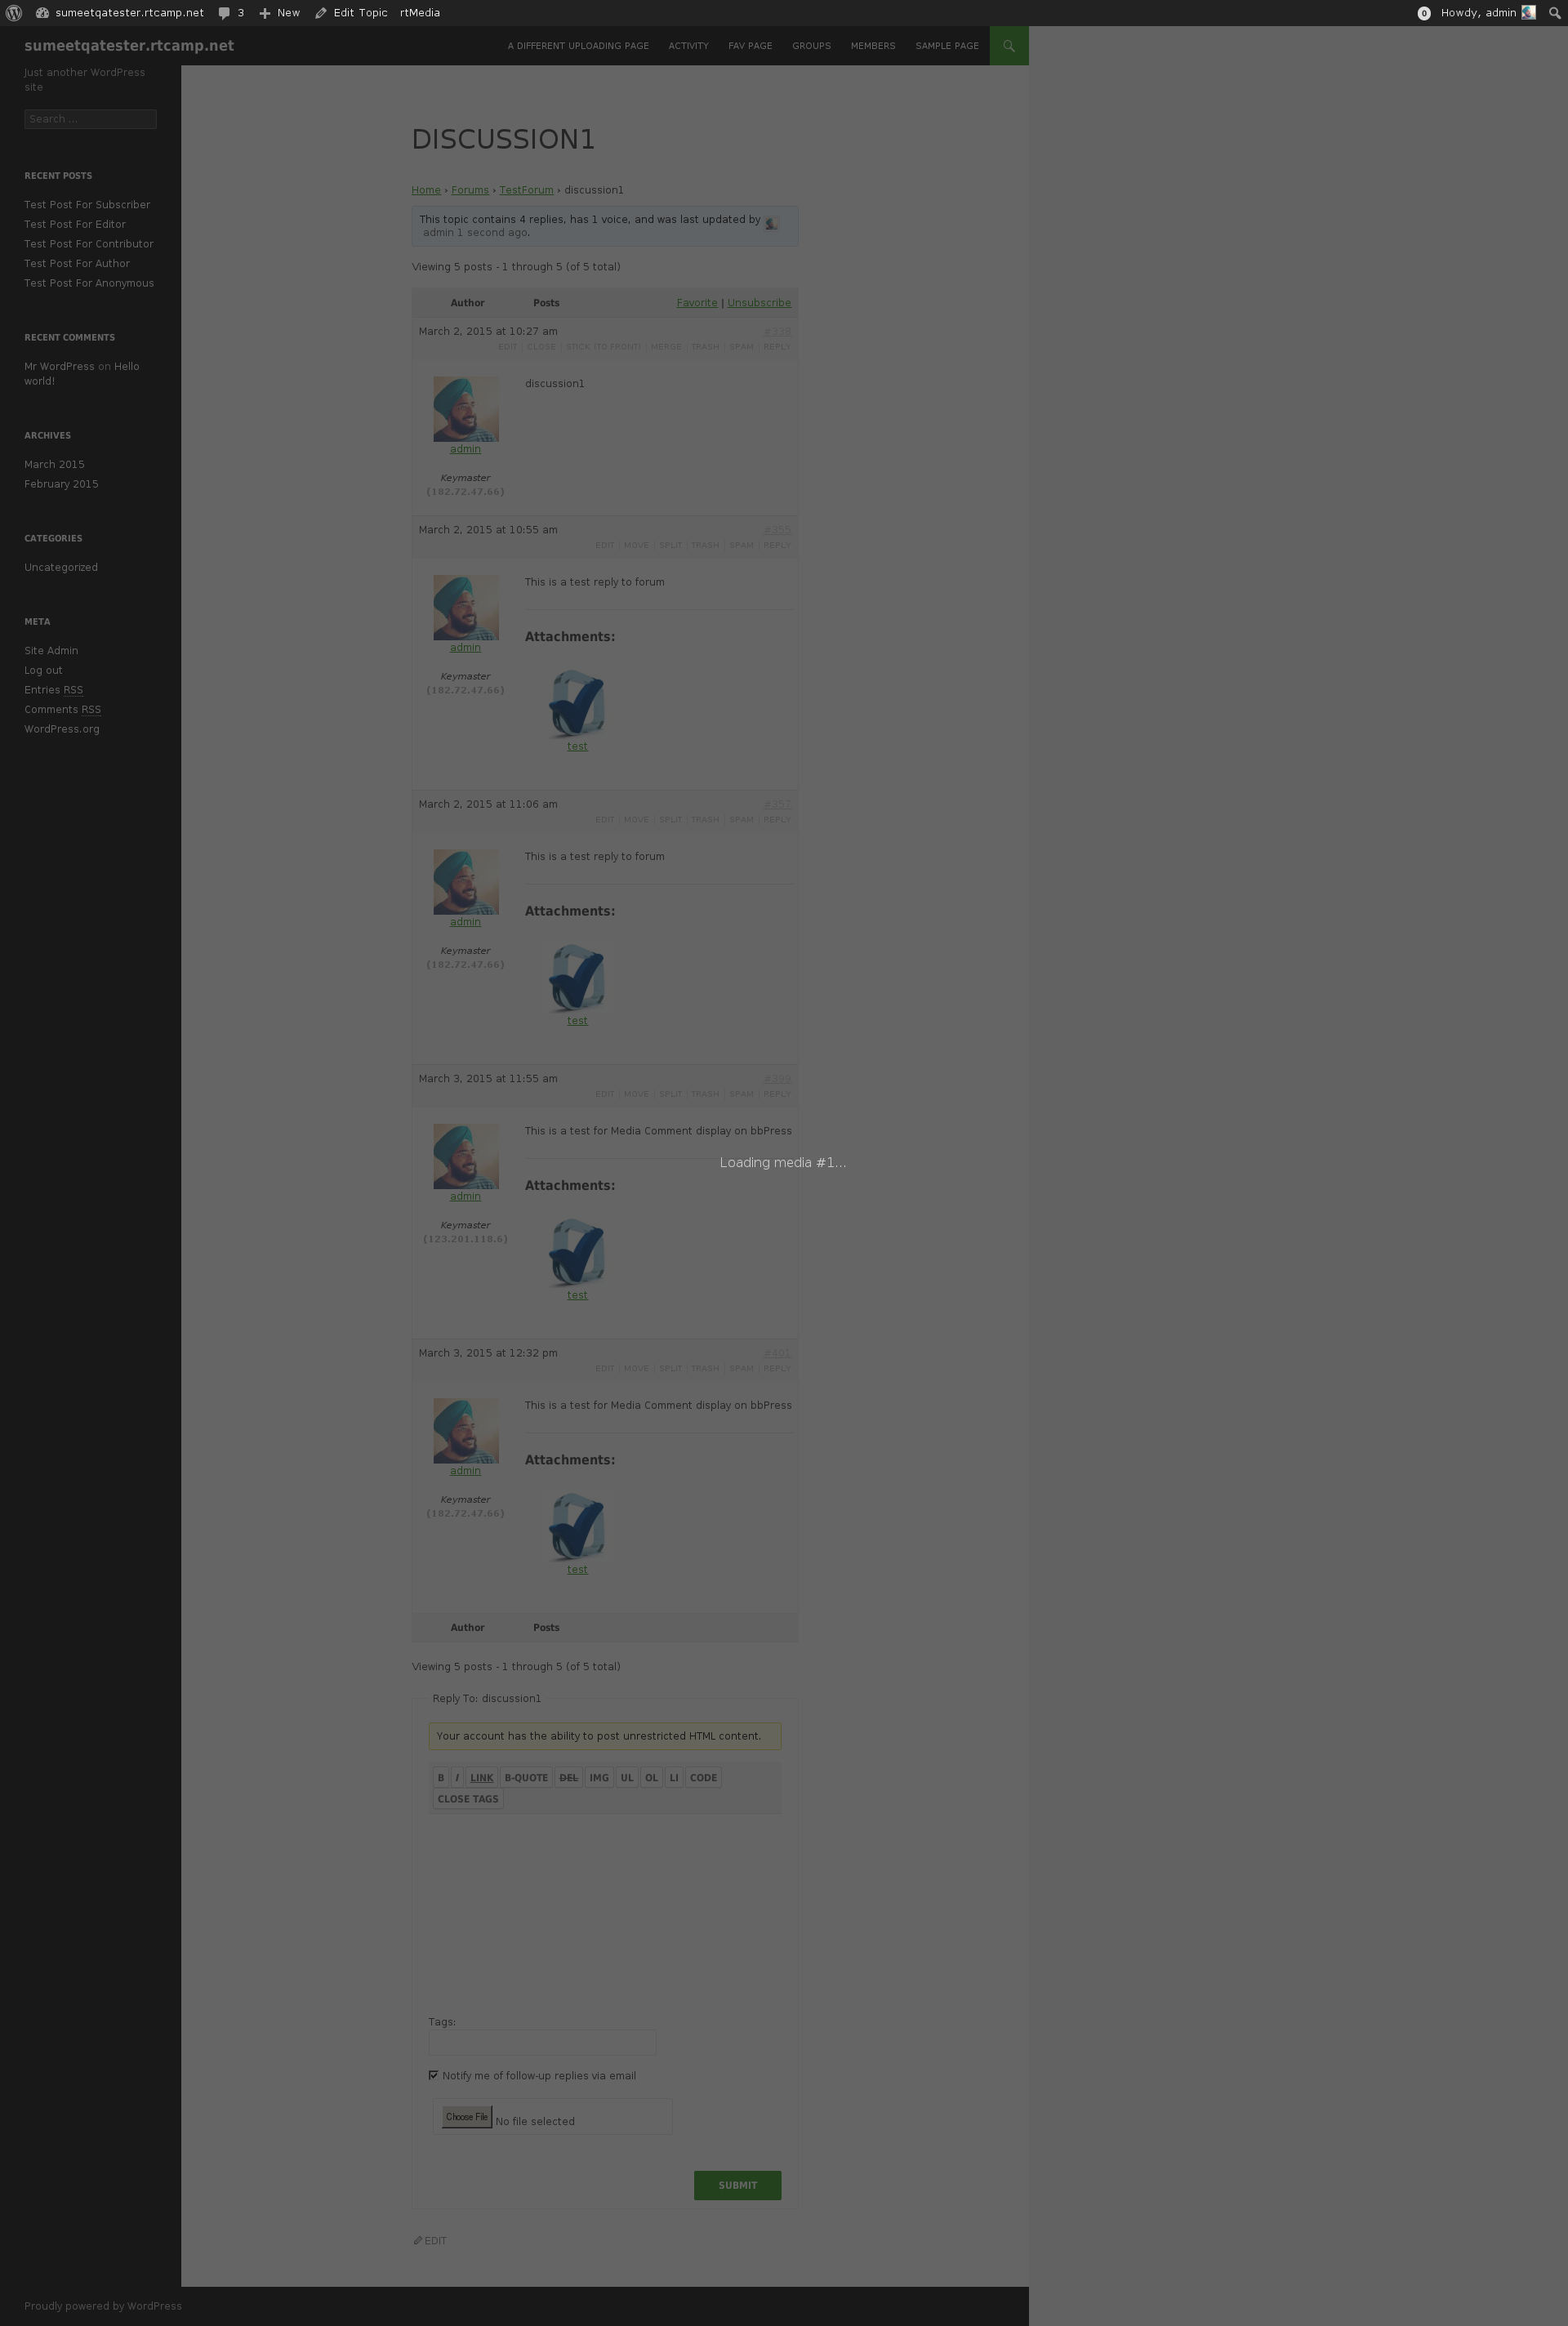 sumeetqatester.rtcamp.net 3 New Edit Topic rtMedia 0 Howdy, admin
sumeetqatester.rtcamp.net
A DIFFERENT UPLOADING PAGE ACTIVITY FAV PAGE GROUPS MEMBERS SAMPLE PAGE
Just another WordPress
site
Search ...
RECENT POSTS
Test Post For Subscriber
Test Post For Editor
Test Post For Contributor
Test Post For Author
Test Post For Anonymous
RECENT COMMENTS
Mr WordPress on Hello
world!
ARCHIVES
March 2015
February 2015
CATEGORIES
Uncategorized
META
Site Admin
Log out
Entries RSS
Comments RSS
WordPress.org
DISCUSSION1
Home › Forums › TestForum › discussion1
This topic contains 4 replies, has 1 voice, and was last updated by
admin 1 second ago.
Viewing 5 posts - 1 through 5 (of 5 total)
Author Posts Favorite | Unsubscribe
March 2, 2015 at 10:27 am #338
EDIT | CLOSE | STICK (TO FRONT) | MERGE | TRASH | SPAM | REPLY
discussion1
admin
Keymaster
(182.72.47.66)
March 2, 2015 at 10:55 am #355
EDIT | MOVE | SPLIT | TRASH | SPAM | REPLY
This is a test reply to forum
Attachments:
admin
Keymaster
(182.72.47.66)
test
March 2, 2015 at 11:06 am #357
EDIT | MOVE | SPLIT | TRASH | SPAM | REPLY
This is a test reply to forum
Attachments:
admin
Keymaster
(182.72.47.66)
test
March 3, 2015 at 11:55 am #399
EDIT | MOVE | SPLIT | TRASH | SPAM | REPLY
This is a test for Media Comment display on bbPress
Loading media #1...
Attachments:
admin
Keymaster
(123.201.118.6)
test
March 3, 2015 at 12:32 pm #401
EDIT | MOVE | SPLIT | TRASH | SPAM | REPLY
This is a test for Media Comment display on bbPress
Attachments:
admin
Keymaster
(182.72.47.66)
test
Author Posts
Viewing 5 posts - 1 through 5 (of 5 total)
Reply To: discussion1
Your account has the ability to post unrestricted HTML content.
B I LINK B-QUOTE DEL IMG UL OL LI CODE
CLOSE TAGS
Tags:
Notify me of follow-up replies via email
Choose File No file selected
SUBMIT
EDIT
Proudly powered by WordPress